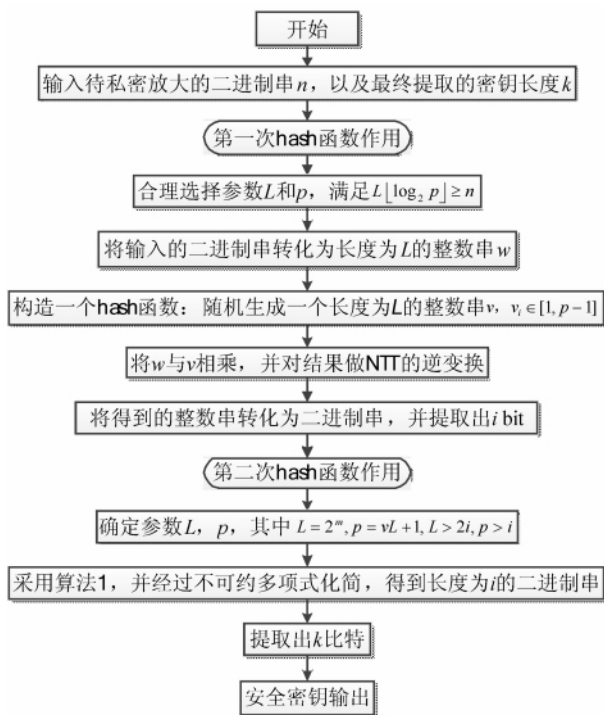 开始
输入待私密放大的二进制串n，以及最终提取的密钥长度k
第一次hash函数作用
合理选择参数L和p，满足L⌊log₂ p⌋ ≥ n
将输入的二进制串转化为长度为L的整数串w
构造一个hash函数：随机生成一个长度为L的整数串v，vᵢ∈[1, p−1]
将w与v相乘，并对结果做NTT的逆变换
将得到的整数串转化为二进制串，并提取出i bit
第二次hash函数作用
确定参数L，p，其中 L = 2ᵐ, p = vL + 1, L > 2i, p > i
采用算法1，并经过不可约多项式化简，得到长度为i的二进制串
提取出k比特
安全密钥输出